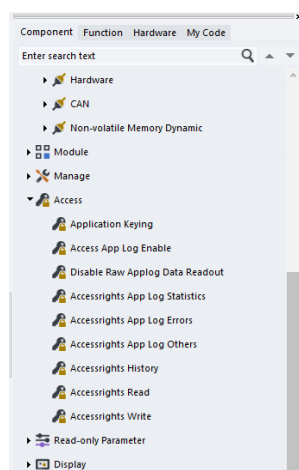 Component Function Hardware My Code
Enter search text
Hardware
CAN
Non-volatile Memory Dynamic
Module
Manage
Access
Application Keying
Access App Log Enable
Disable Raw Applog Data Readout
Accessrights App Log Statistics
Accessrights App Log Errors
Accessrights App Log Others
Accessrights History
Accessrights Read
Accessrights Write
Read-only Parameter
Display